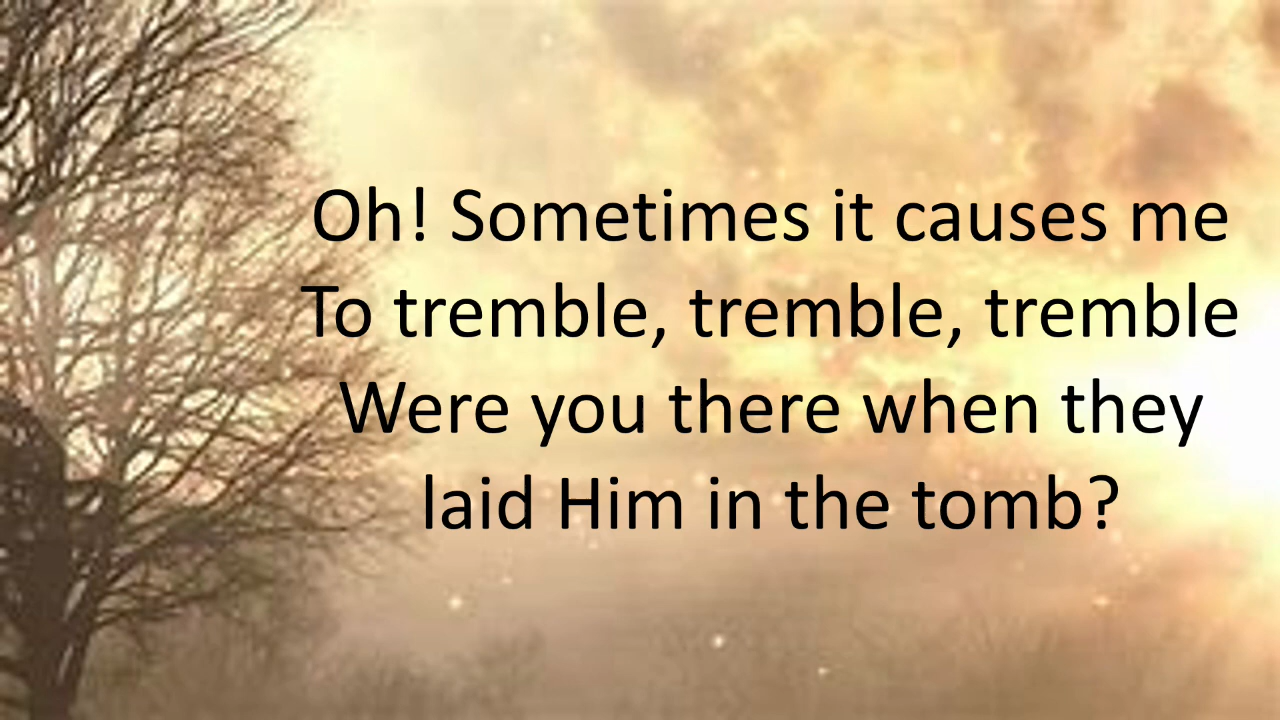 Oh! Sometimes it causes me
To tremble, tremble, tremble
Were you there when they
laid Him in the tomb?